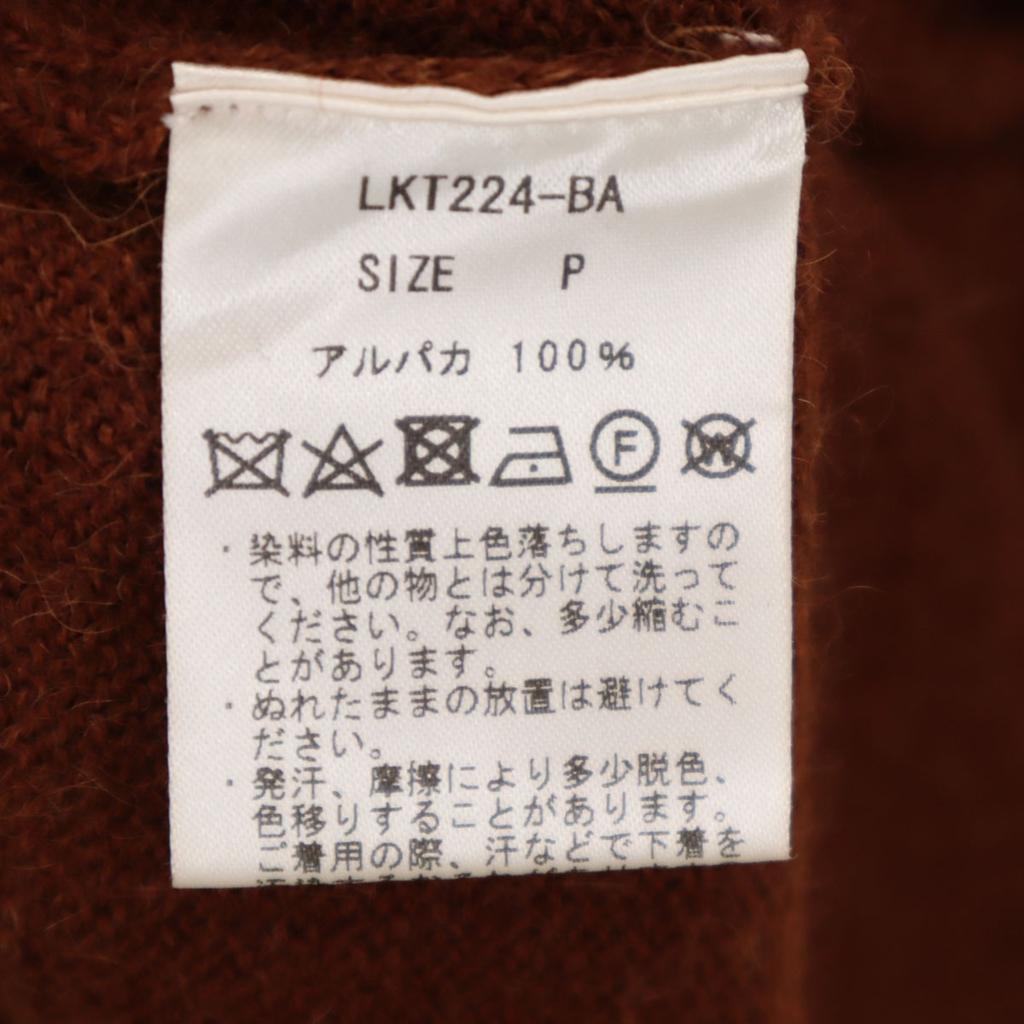 LKT224-BA
SIZE P
アルパカ 100%
F
W
・染料の性質上色落ちしますの
で、他の物とは分けて洗って
ください。なお、多少縮むこ
とがあります。
・ぬれたままの放置は避けてく
ださい。
・発汗、摩擦により多少脱色、
色移りすることがあります。
ご着用の際、汗などで下着を